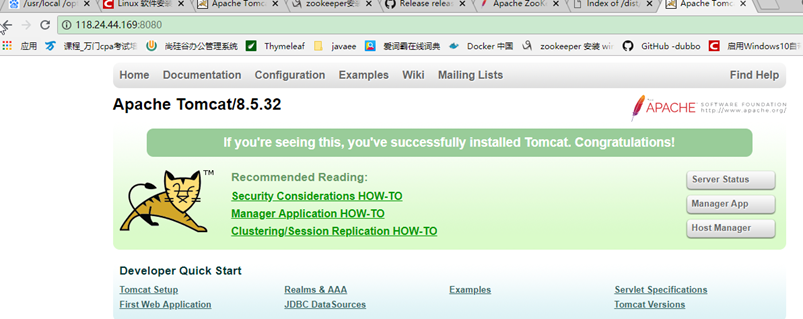 /usr/local /op
Linux 软件安装
Apache Tomc
zookeeper安装
Release relea
Apache ZooK
Index of /dist
Apache Tomc
118.24.44.169:8080
应用
课程_万门cpa考试培
尚硅谷办公管理系统
Thymeleaf
javaee
爱词霸在线词典
Docker 中国
zookeeper 安装 win
GitHub -dubbo
启用Windows10自
Home Documentation Configuration Examples Wiki Mailing Lists Find Help
Apache Tomcat/8.5.32
APACHE SOFTWARE FOUNDATION
http://www.apache.org/
If you're seeing this, you've successfully installed Tomcat. Congratulations!
TM
Recommended Reading:
Security Considerations HOW-TO
Manager Application HOW-TO
Clustering/Session Replication HOW-TO
Server Status
Manager App
Host Manager
Developer Quick Start
Tomcat Setup
First Web Application
Realms & AAA
JDBC DataSources
Examples
Servlet Specifications
Tomcat Versions